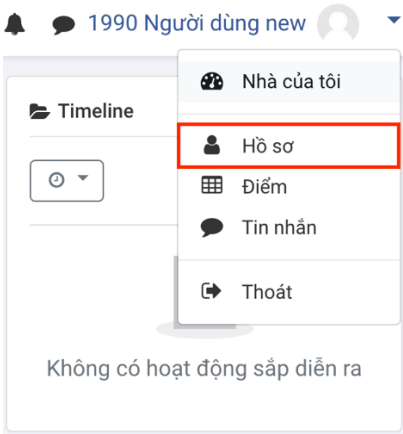 1990 Người dùng new
Nhà của tôi
Timeline
Hồ sơ
Điểm
Tin nhắn
Thoát
Không có hoạt động sắp diễn ra